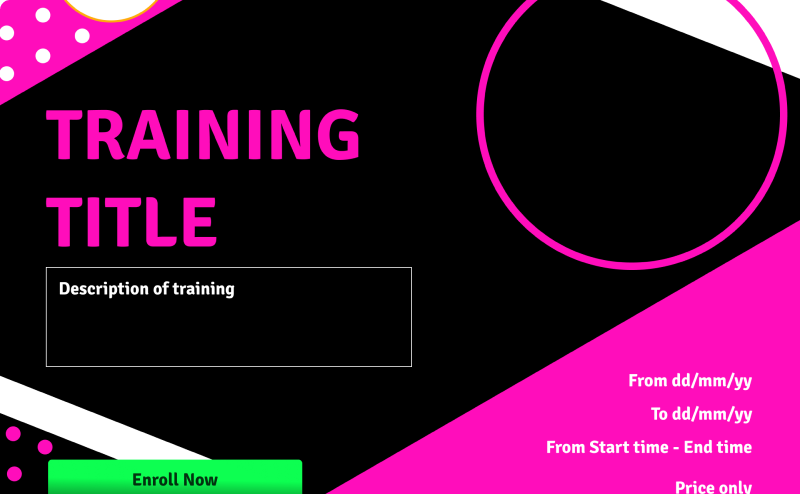 TRAINING
TITLE
Description of training
From dd/mm/yy
To dd/mm/yy
From Start time - End time
Enroll Now
Price only